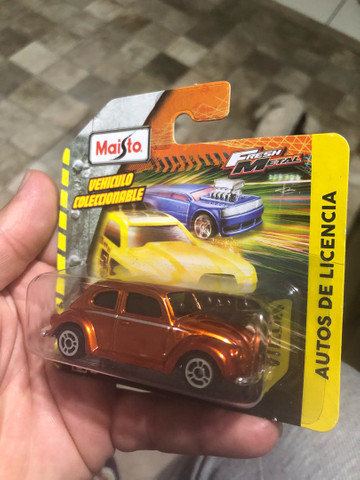 Maisto
FRESH
METAL
VEHICULO
COLECCIONABLE
AUTOS DE LICENCIA